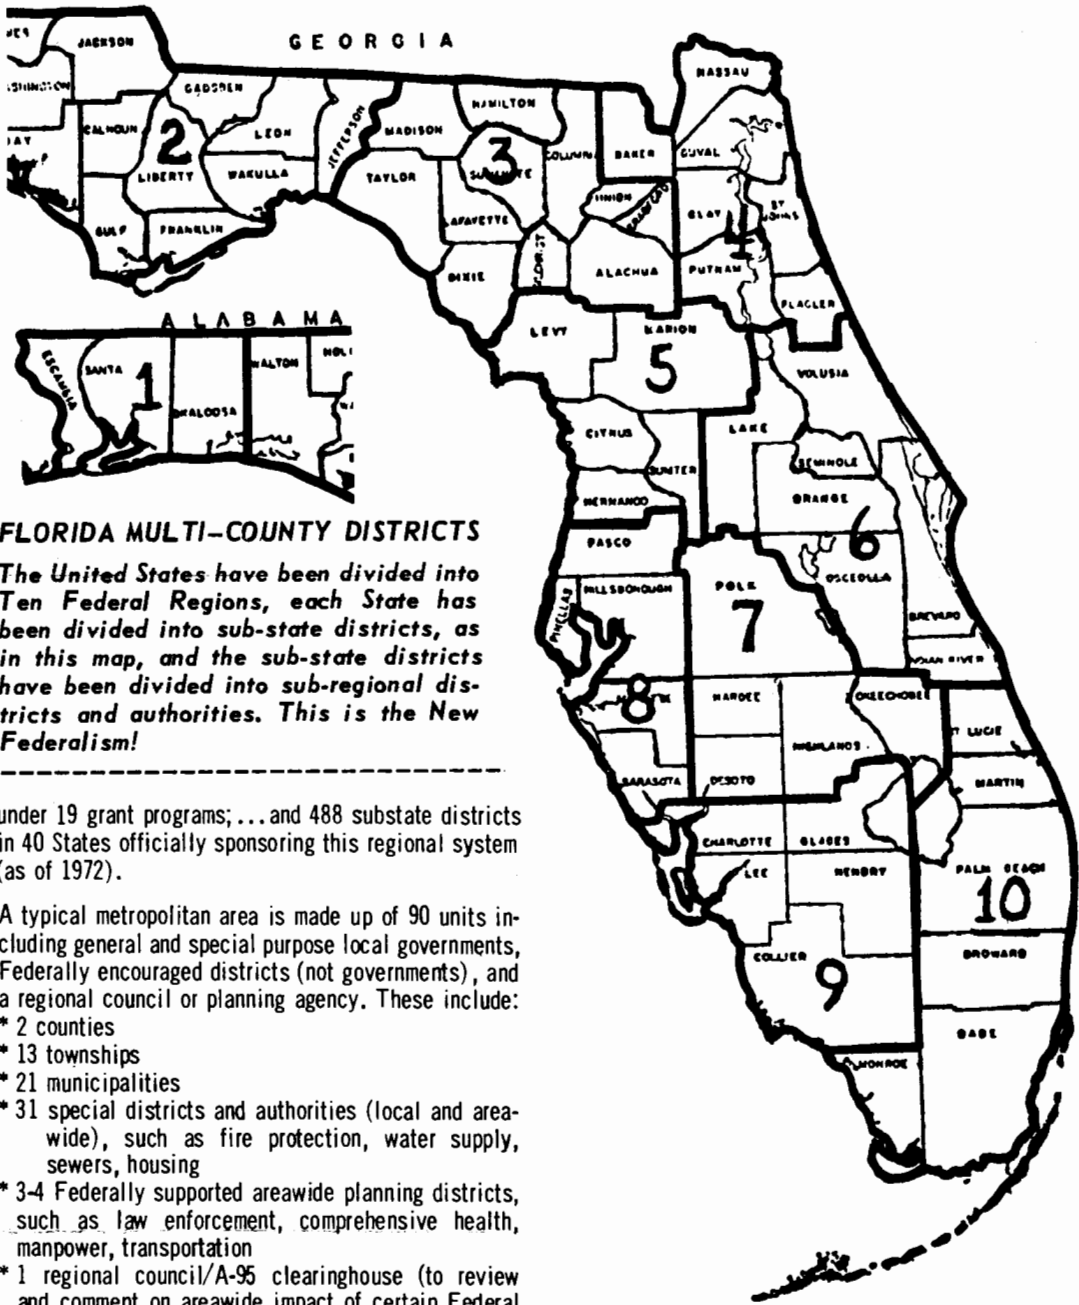 GEORGIA
JACKSON
NASSAU
GADSDEN
HAMILTON
CALHOUN
2
LEON
JEFFERSON
MADISON
3
BAKER
DUVAL
LIBERTY
WAKULLA
TAYLOR
UNION
CLAY
4
ST JOHNS
LAFAYETTE
GULF
FRANKLIN
DIXIE
ALACHUA
PUTNAM
FLAGLER
ALABAMA
LEVY
MARION
5
ESCAMBIA
SANTA
1
OKALOOSA
WALTON
VOLUSIA
CITRUS
LAKE
SUMTER
SEMINOLE
HERNANDO
ORANGE
6
FLORIDA MULTI-COUNTY DISTRICTS
The United States have been divided into
Ten Federal Regions, each State has
been divided into sub-state districts, as
in this map, and the sub-state districts
have been divided into sub-regional dis-
tricts and authorities. This is the New
Federalism!
PASCO
PINELLAS
HILLSBOROUGH
POLK
7
OSCEOLLA
BREVARD
INDIAN RIVER
8
HARDEE
OKEECHOBEE
HIGHLANDS
ST LUCIE
SARASOTA
DESOTO
MARTIN
CHARLOTTE
GLADES
LEE
HENDRY
PALM BEACH
10
COLLIER
9
BROWARD
DADE
MONROE
under 19 grant programs;...and 488 substate districts
in 40 States officially sponsoring this regional system
(as of 1972).
A typical metropolitan area is made up of 90 units in-
cluding general and special purpose local governments,
Federally encouraged districts (not governments), and
a regional council or planning agency. These include:
* 2 counties
* 13 townships
* 21 municipalities
* 31 special districts and authorities (local and area-
wide), such as fire protection, water supply,
sewers, housing
* 3-4 Federally supported areawide planning districts,
such as law enforcement, comprehensive health,
manpower, transportation
* 1 regional council/A-95 clearinghouse (to review
and comment on areawide impact of certain Federal